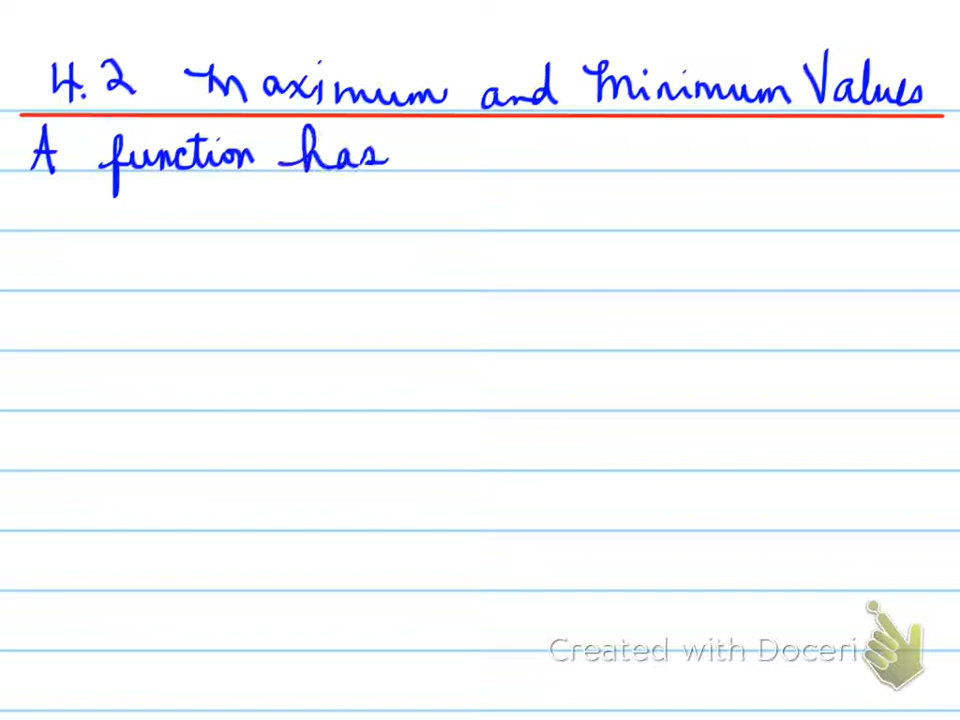 4.2 Maximum and Minimum Values
A function has
Created with Doceri